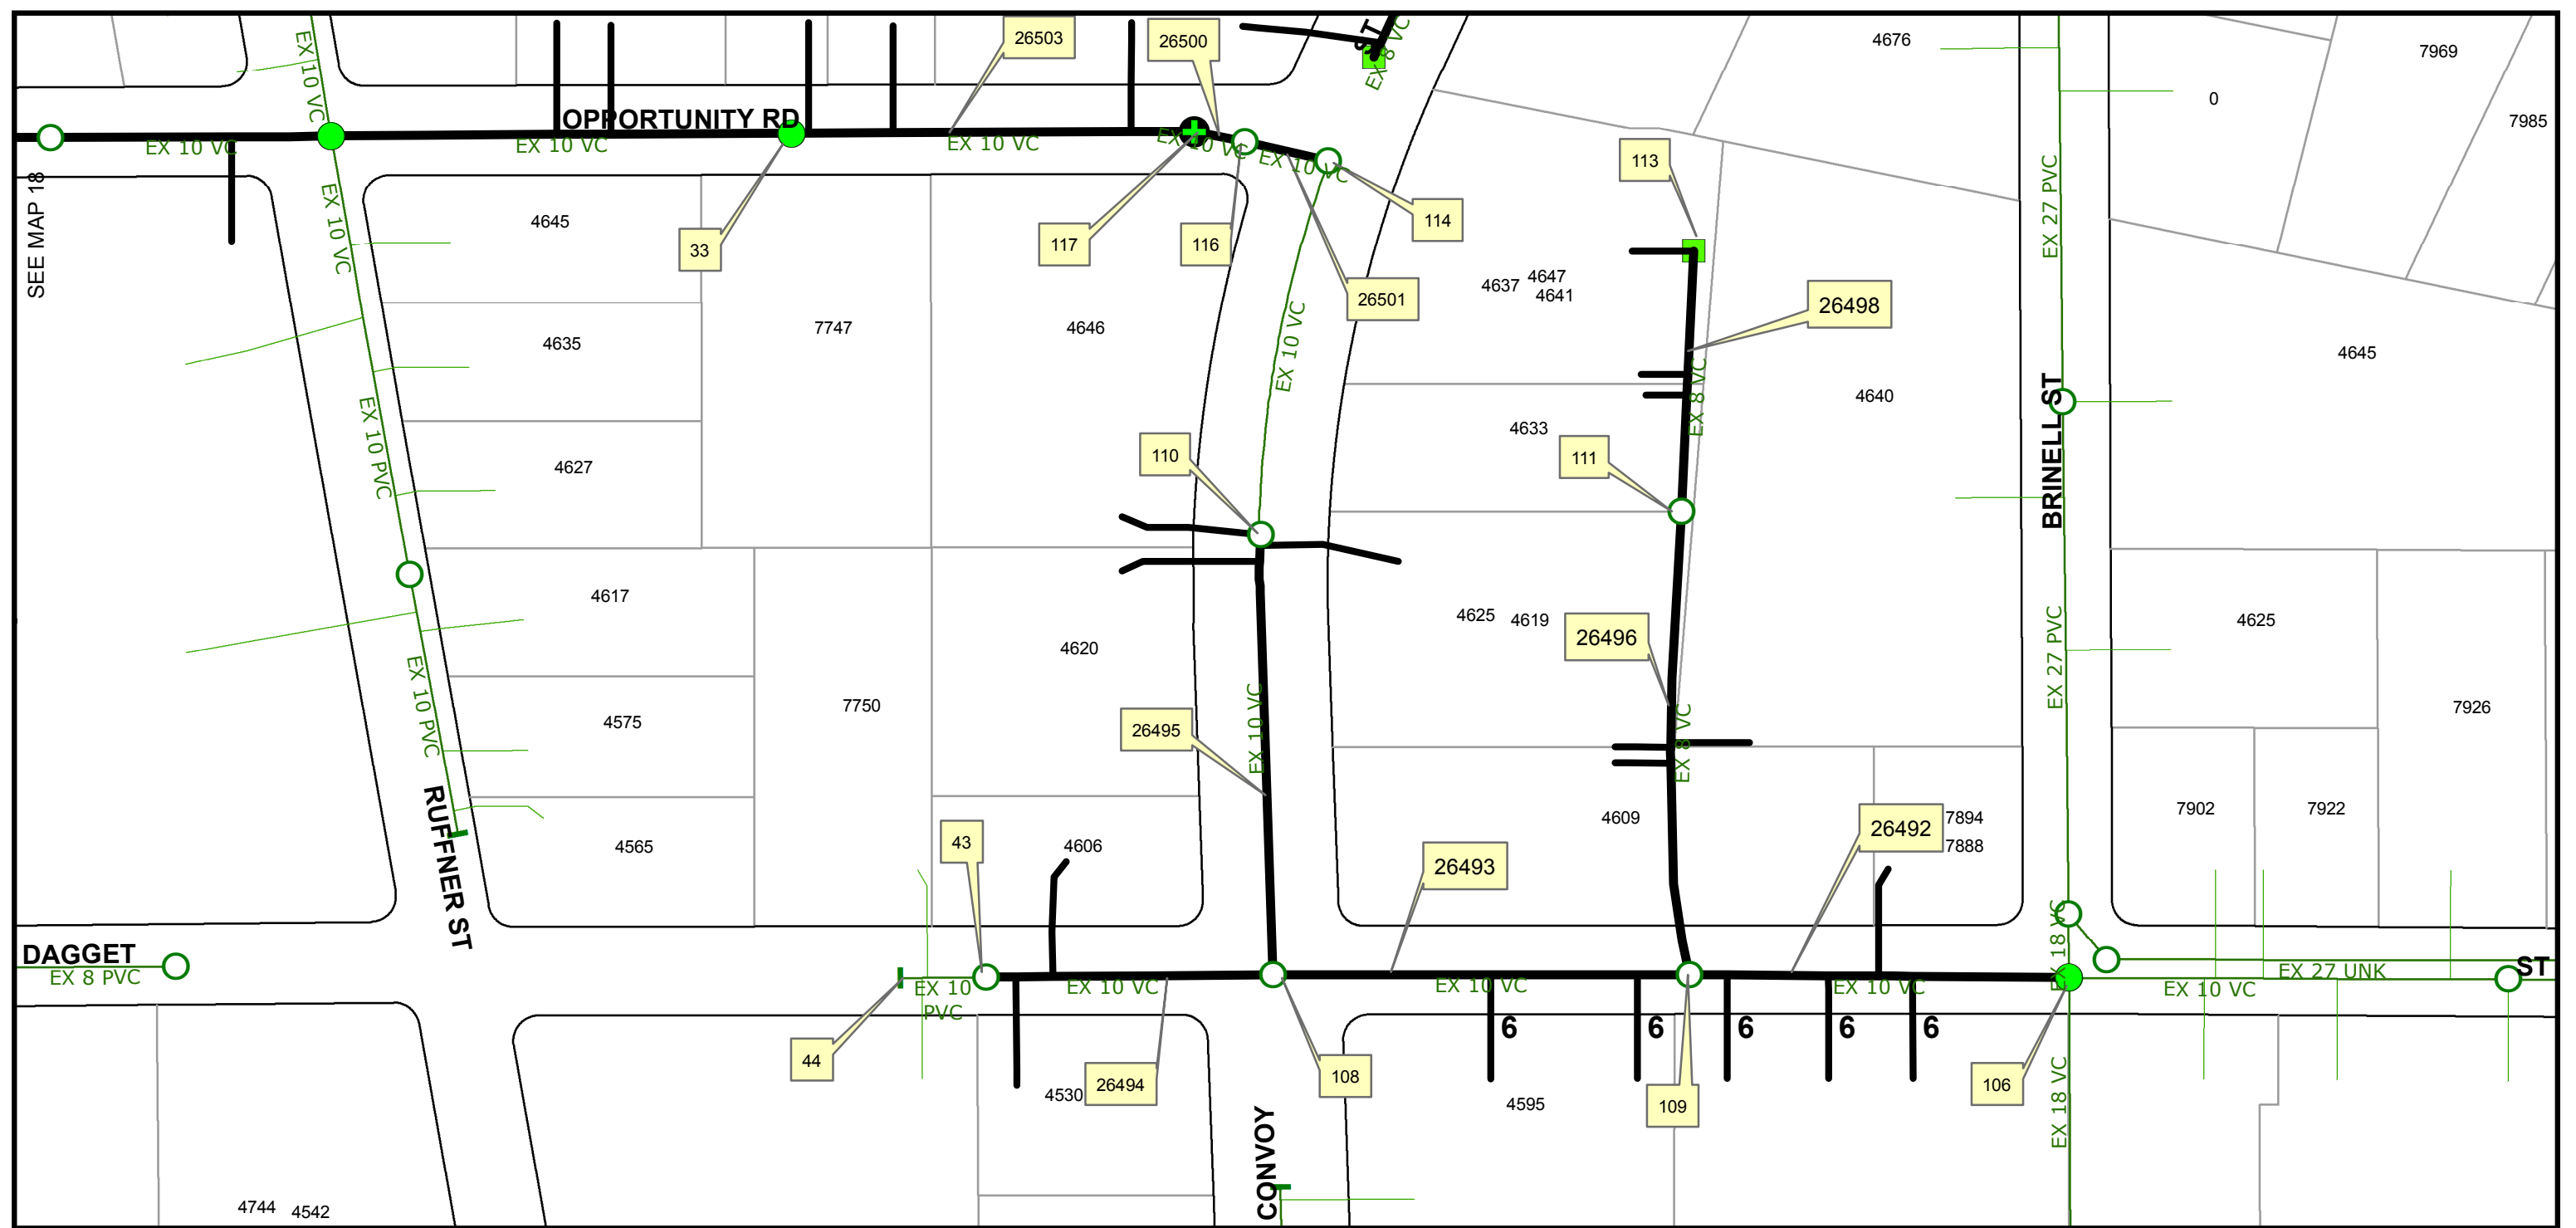 EX 10 VC
26503
26500
ST
EX 8 VC
4676
7969
0
7985
OPPORTUNITY RD
EX 10 VC
EX 10 VC
EX 10 VC
EX 10 VC
EX 10 VC
SEE MAP 18
EX 10 VC
4645
33
117
116
114
113
EX 27 PVC
26501
4637
4647
4641
26498
4635
7747
4646
EX 10 VC
EX 8 VC
4640
4645
EX 10 PVC
4627
110
4633
111
BRINELL ST
4617
4620
4625
4619
26496
EX 27 PVC
4625
EX 10 PVC
4575
7750
26495
EX 10 VC
EX 8 VC
7926
RUFFNER ST
4565
43
4606
26493
4609
26492
7894
7888
7902
7922
DAGGET
EX 8 PVC
EX 10
PVC
EX 10 VC
EX 10 VC
EX 10 VC
EX 18 VC
EX 10 VC
EX 27 UNK
ST
6
6
6
6
6
44
4530
26494
108
4595
109
106
EX 18 VC
CONVOY
4744
4542